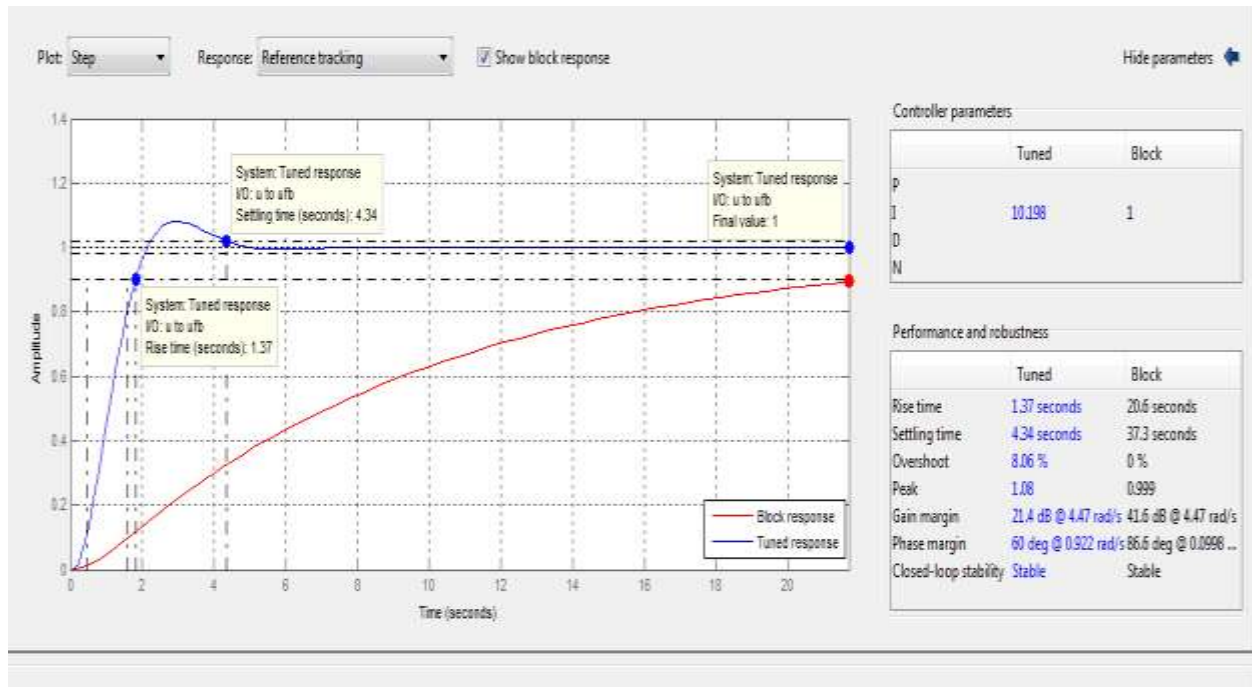 Plot: Step Response: Reference tracking Show block response Hide parameters
1.4
1.2
1
0.8
0.6
0.4
0.2
0
Amplitude
System: Tuned response
I/O: u to ufb
Settling time (seconds): 4.34
System: Tuned response
I/O: u to ufb
Final value: 1
System: Tuned response
I/O: u to ufb
Rise time (seconds): 1.37
Block response
Tuned response
0 2 4 6 8 10 12 14 16 18 20
Time (seconds)
Controller parameters
Tuned Block
P
I 10.198 1
D
N
Performance and robustness
Tuned Block
Rise time 1.37 seconds 20.6 seconds
Settling time 4.34 seconds 37.3 seconds
Overshoot 8.06 % 0 %
Peak 1.08 0.999
Gain margin 21.4 dB @ 4.47 rad/s 41.6 dB @ 4.47 rad/s
Phase margin 60 deg @ 0.922 rad/s 86.6 deg @ 0.0998 ...
Closed-loop stability Stable Stable